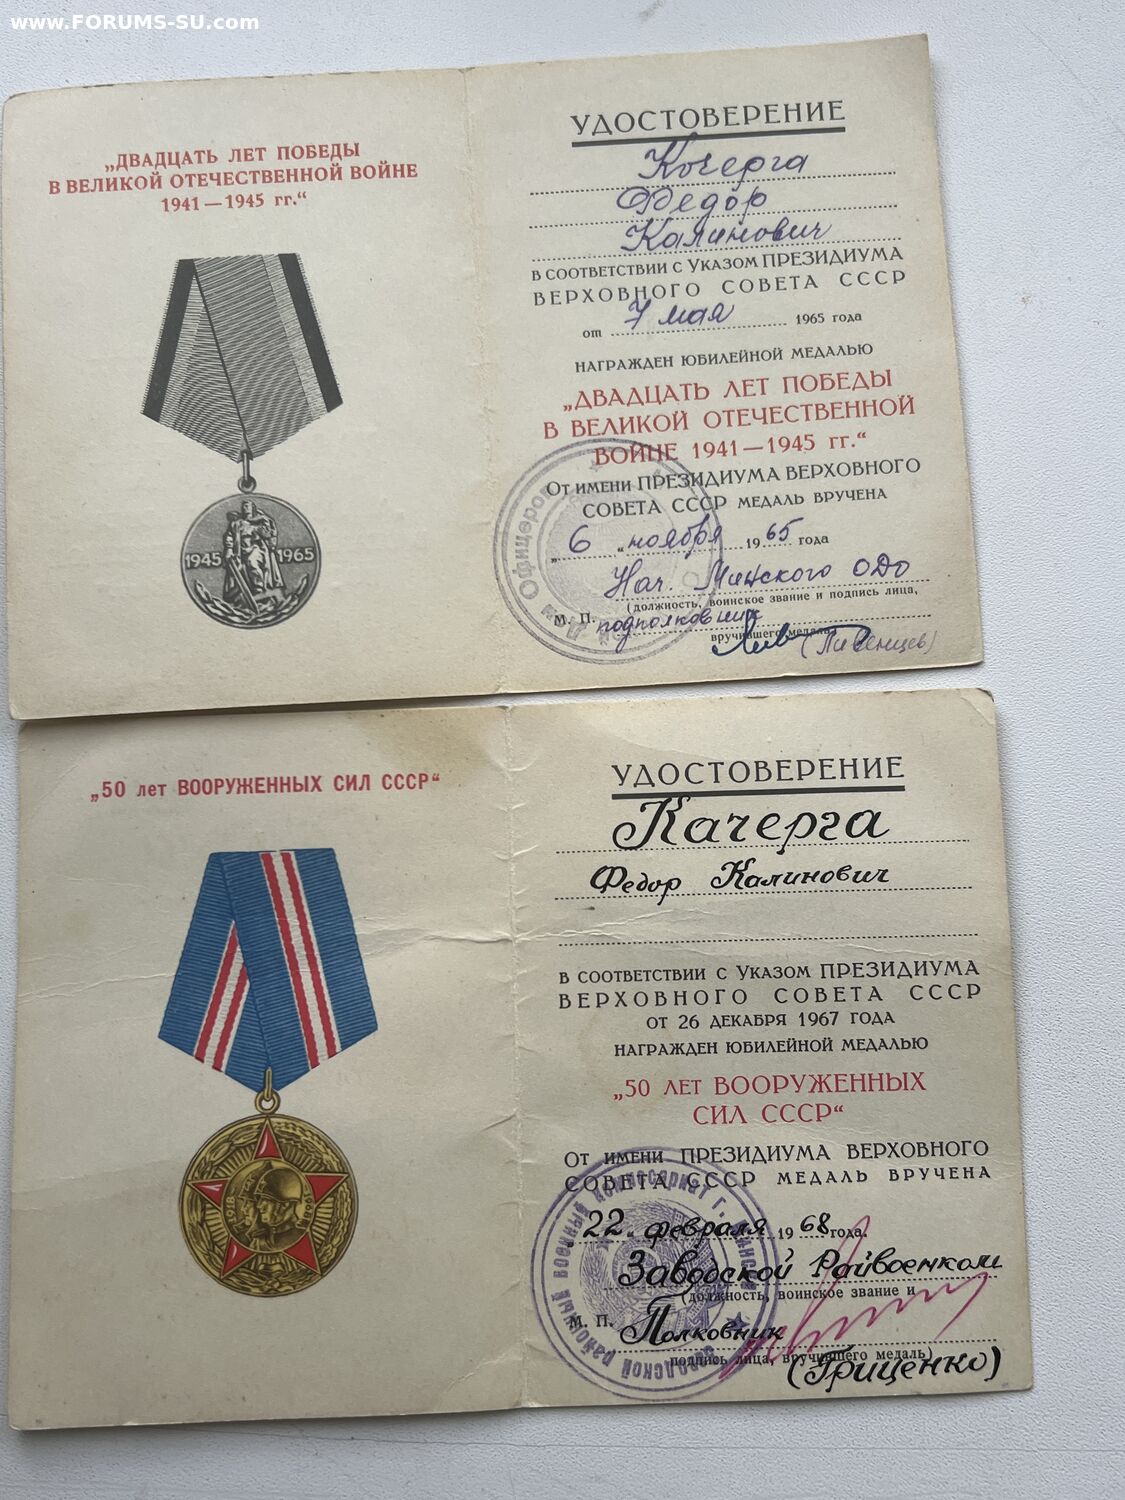 www.FORUMS-SU.com
„ДВАДЦАТЬ ЛЕТ ПОБЕДЫ
В ВЕЛИКОЙ ОТЕЧЕСТВЕННОЙ ВОЙНЕ
1941—1945 гг.“
1945 1965
УДОСТОВЕРЕНИЕ
Кочерга
Федор
Калинович
В СООТВЕТСТВИИ С УКАЗОМ ПРЕЗИДИУМА
ВЕРХОВНОГО СОВЕТА СССР
от 7 мая 1965 года
НАГРАЖДЕН ЮБИЛЕЙНОЙ МЕДАЛЬЮ
„ДВАДЦАТЬ ЛЕТ ПОБЕДЫ
В ВЕЛИКОЙ ОТЕЧЕСТВЕННОЙ
ВОЙНЕ 1941—1945 гг.“
ОТ ИМЕНИ ПРЕЗИДИУМА ВЕРХОВНОГО
СОВЕТА СССР МЕДАЛЬ ВРУЧЕНА
„6“ ноября 1965 года
Нач. Минского ОДО
(должность, воинское звание и подпись лица,
М. П. подполковник
вручившего медаль)
Офицеров
„50 лет ВООРУЖЕННЫХ СИЛ СССР“
УДОСТОВЕРЕНИЕ
Качерга
Федор Калинович
В СООТВЕТСТВИИ С УКАЗОМ ПРЕЗИДИУМА
ВЕРХОВНОГО СОВЕТА СССР
ОТ 26 ДЕКАБРЯ 1967 ГОДА
НАГРАЖДЕН ЮБИЛЕЙНОЙ МЕДАЛЬЮ
„50 ЛЕТ ВООРУЖЕННЫХ
СИЛ СССР“
ОТ ИМЕНИ ПРЕЗИДИУМА ВЕРХОВНОГО
СОВЕТА СССР МЕДАЛЬ ВРУЧЕНА
„22“ февраля 1968 года.
Заводской Райвоенком
(должность, воинское звание и
М. П. Полковник
подпись лица, вручившего медаль)
(Гриценко)
Заводской районный военный комиссариат г. Минска